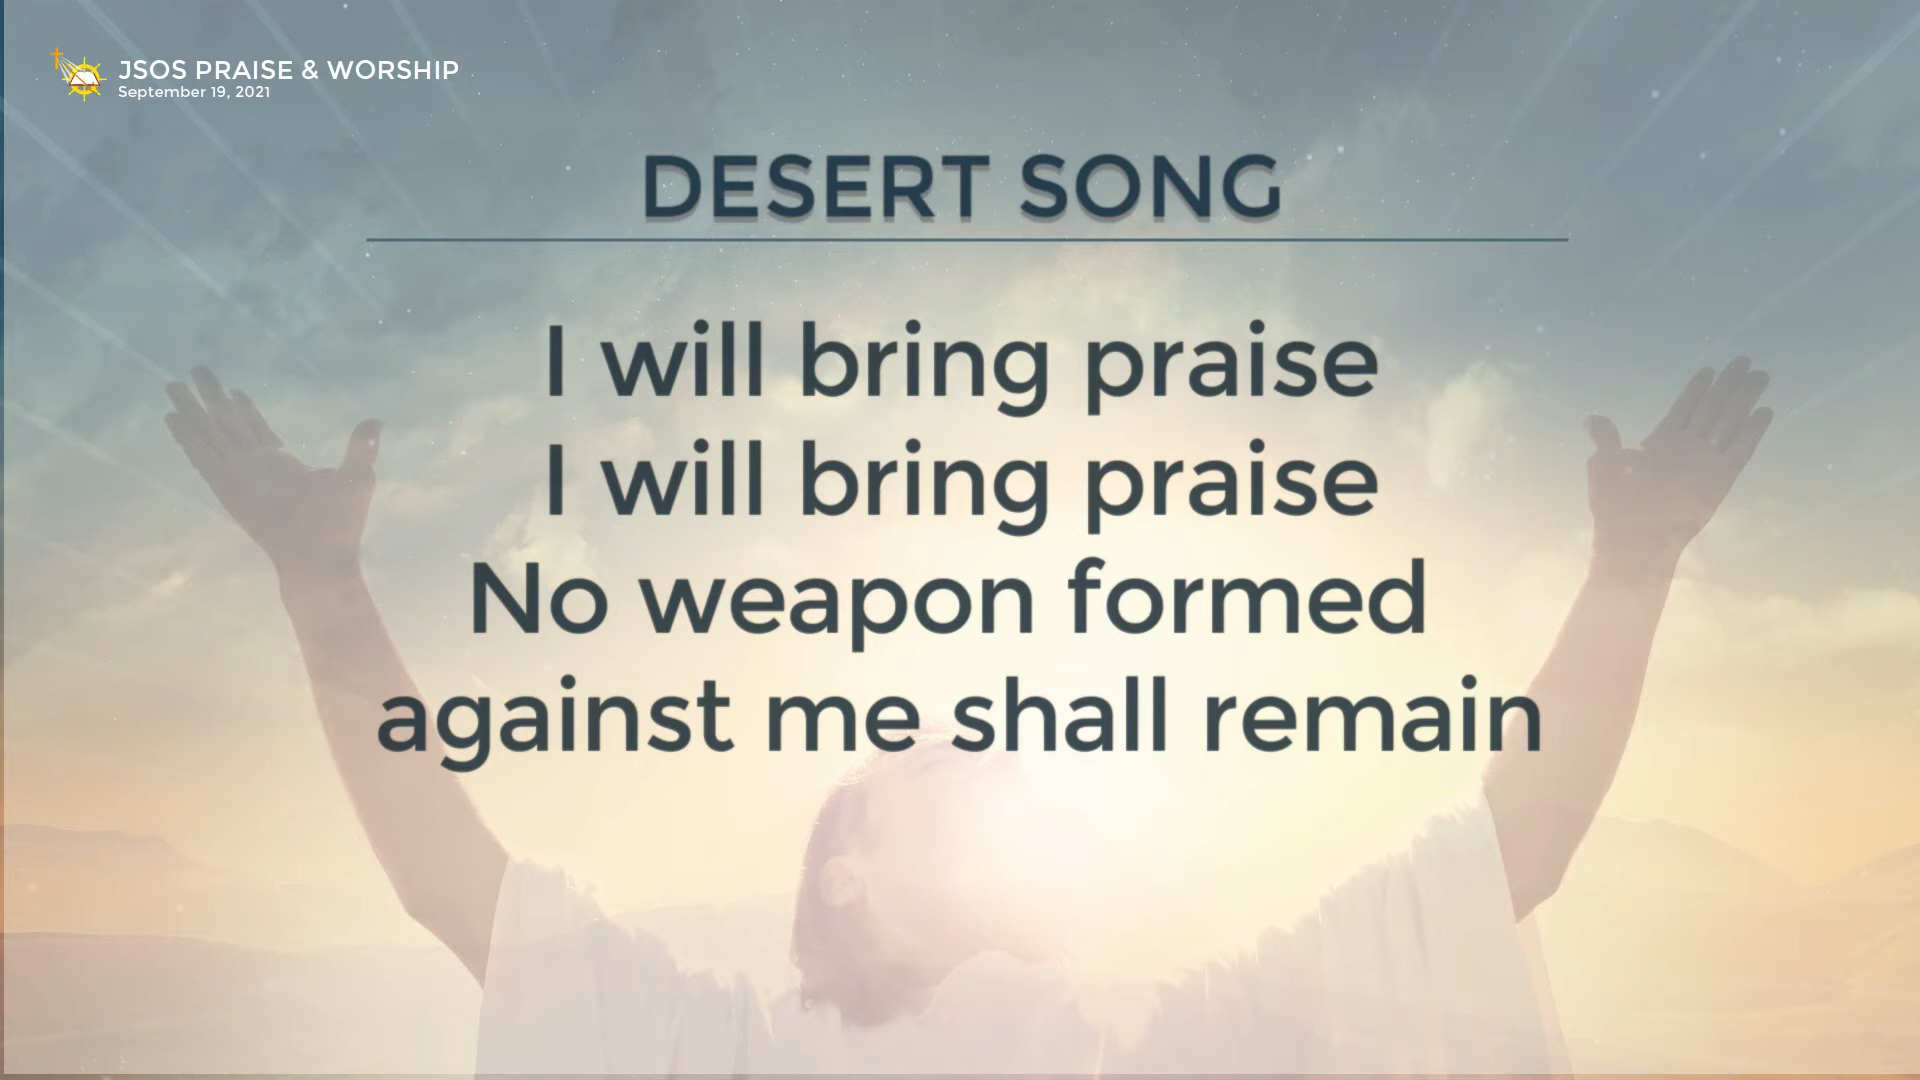 JSOS PRAISE & WORSHIP
September 19, 2021
DESERT SONG
I will bring praise
I will bring praise
No weapon formed
against me shall remain